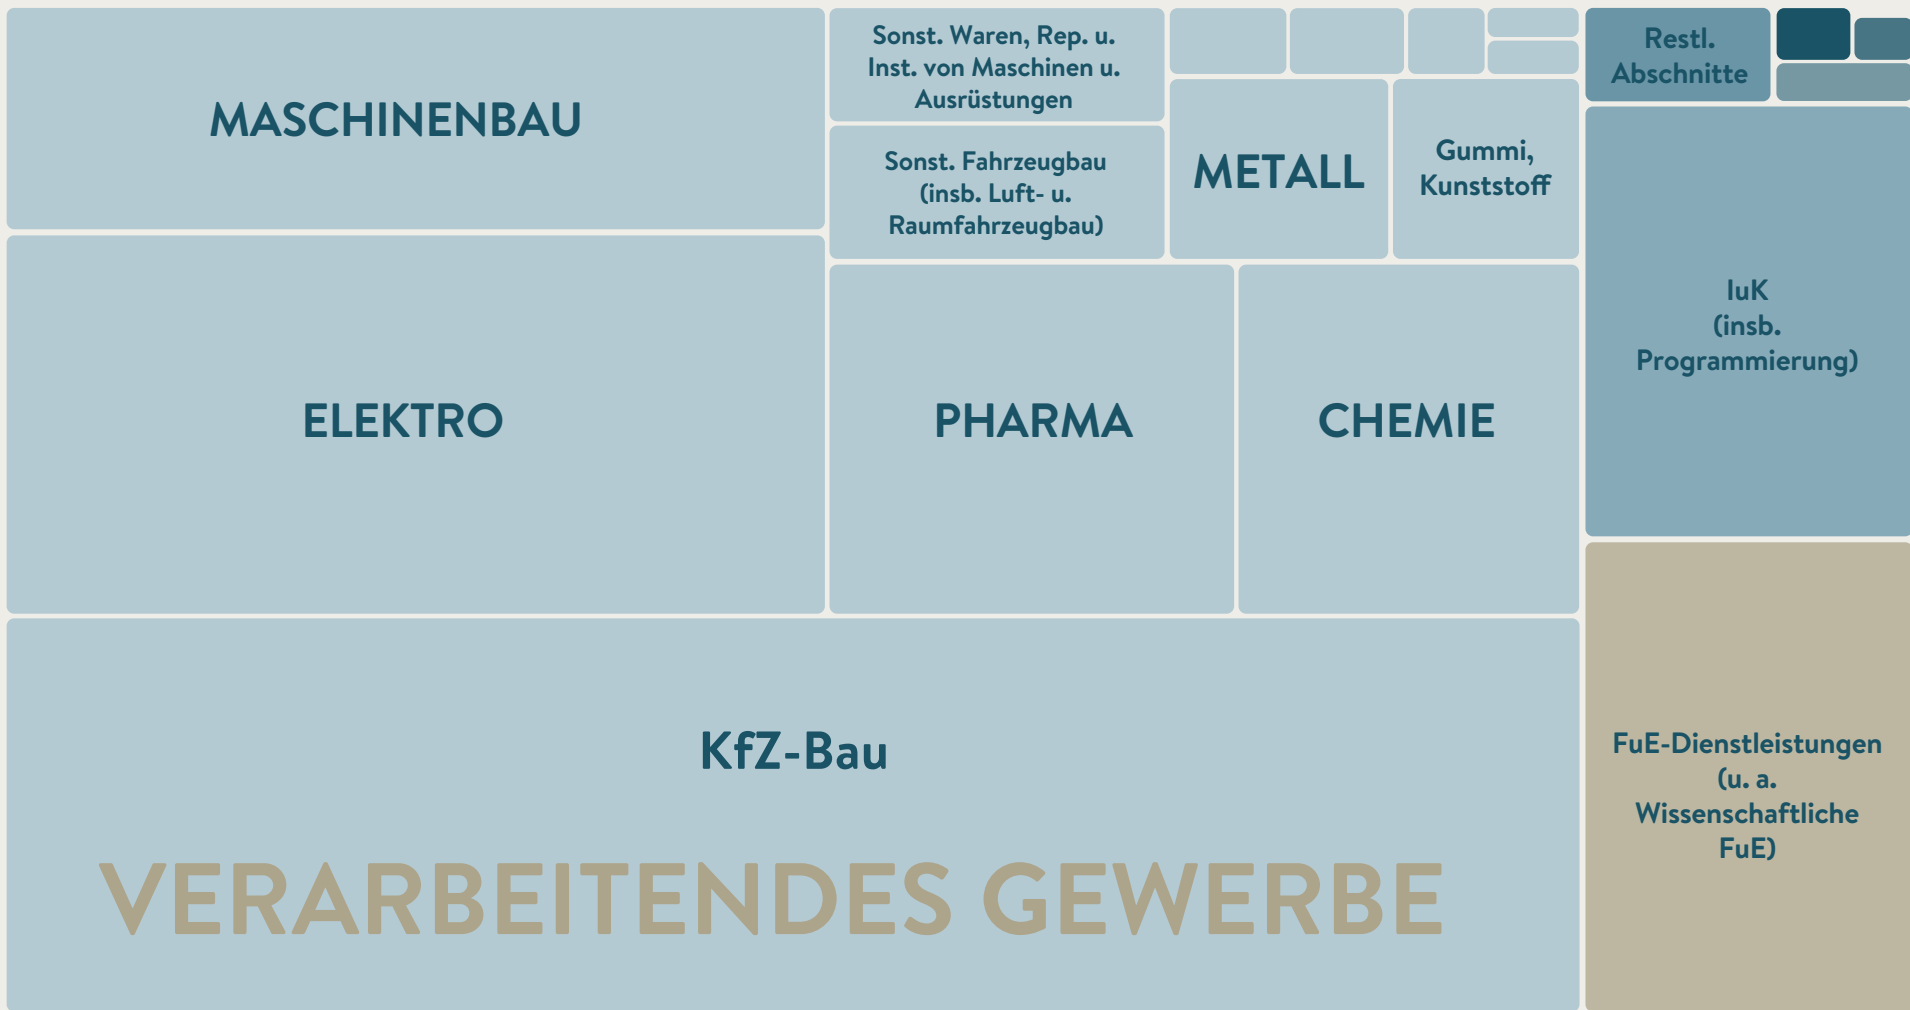 MASCHINENBAU
Sonst. Waren, Rep. u.
Inst. von Maschinen u.
Ausrüstungen
Sonst. Fahrzeugbau
(insb. Luft- u.
Raumfahrzeugbau)
METALL
Gummi,
Kunststoff
Restl.
Abschnitte
IuK
(insb.
Programmierung)
ELEKTRO
PHARMA
CHEMIE
KfZ-Bau
VERARBEITENDES GEWERBE
FuE-Dienstleistungen
(u. a.
Wissenschaftliche
FuE)